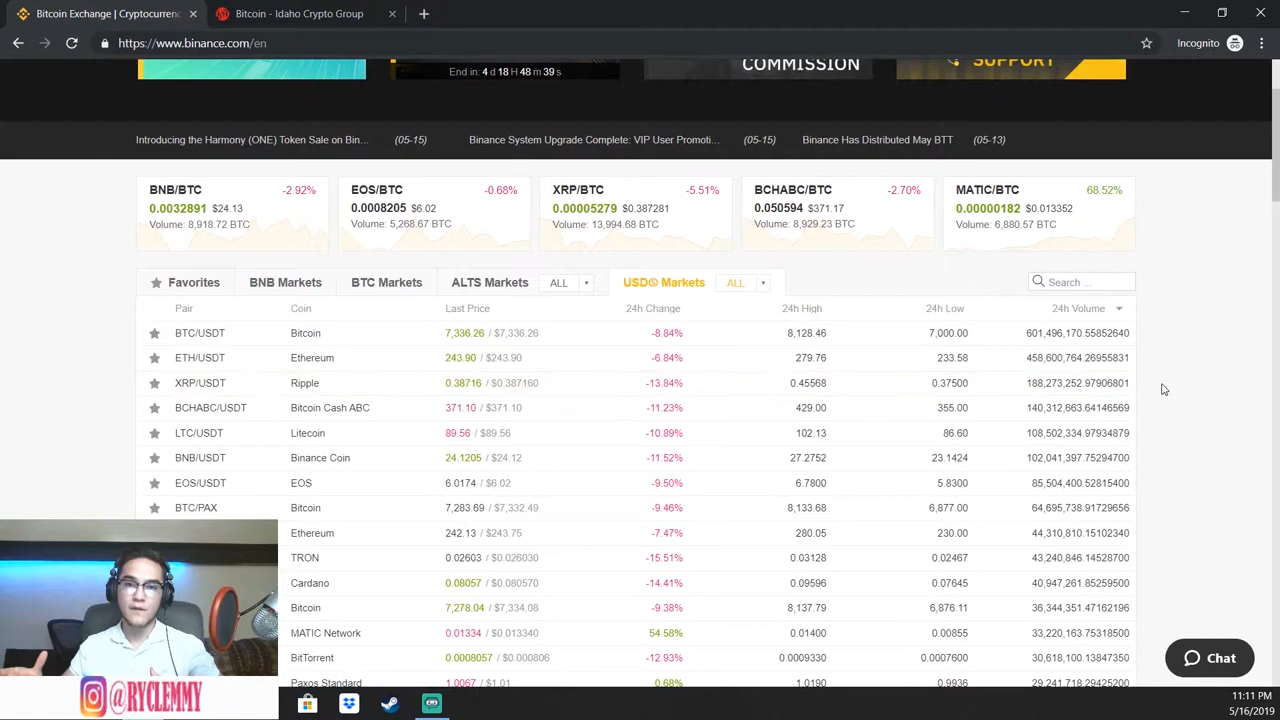 Bitcoin Exchange | Cryptocurrenc
Bitcoin - Idaho Crypto Group
https://www.binance.com/en
Incognito
End in: 4 d 18 H 48 m 39 s
COMMISSION
SUPPORT
Introducing the Harmony (ONE) Token Sale on Bin... (05-15) Binance System Upgrade Complete: VIP User Promoti... (05-15) Binance Has Distributed May BTT (05-13)
BNB/BTC -2.92% EOS/BTC -0.68% XRP/BTC -5.51% BCHABC/BTC -2.70% MATIC/BTC 68.52%
0.0032891 $24.13 0.0008205 $6.02 0.00005279 $0.387281 0.050594 $371.17 0.00000182 $0.013352
Volume: 8,918.72 BTC Volume: 5,268.67 BTC Volume: 13,994.68 BTC Volume: 8,929.23 BTC Volume: 6,880.57 BTC
Favorites BNB Markets BTC Markets ALTS Markets ALL USDⓈ Markets ALL Search ...
Pair Coin Last Price 24h Change 24h High 24h Low 24h Volume
BTC/USDT Bitcoin 7,336.26 / $7,336.26 -8.84% 8,128.46 7,000.00 601,496,170.55852640
ETH/USDT Ethereum 243.90 / $243.90 -6.84% 279.76 233.58 458,600,764.26955831
XRP/USDT Ripple 0.38716 / $0.387160 -13.84% 0.45568 0.37500 188,273,252.97906801
BCHABC/USDT Bitcoin Cash ABC 371.10 / $371.10 -11.23% 429.00 355.00 140,312,663.64146569
LTC/USDT Litecoin 89.56 / $89.56 -10.89% 102.13 86.60 108,502,334.97934879
BNB/USDT Binance Coin 24.1205 / $24.12 -11.52% 27.2752 23.1424 102,041,397.75294700
EOS/USDT EOS 6.0174 / $6.02 -9.50% 6.7800 5.8300 85,504,400.52815400
BTC/PAX Bitcoin 7,283.69 / $7,332.49 -9.46% 8,133.68 6,877.00 64,695,738.91729656
Ethereum 242.13 / $243.75 -7.47% 280.05 230.00 44,310,810.15102340
TRON 0.02603 / $0.026030 -15.51% 0.03128 0.02467 43,240,846.14528700
Cardano 0.08057 / $0.080570 -14.41% 0.09596 0.07645 40,947,261.85259500
Bitcoin 7,278.04 / $7,334.08 -9.38% 8,137.79 6,876.11 36,344,351.47162196
MATIC Network 0.01334 / $0.013340 54.58% 0.01400 0.00855 33,220,163.75318500
BitTorrent 0.0008057 / $0.000806 -12.93% 0.0009330 0.0007600 30,618,100.13847350
Paxos Standard 1.0067 / $1.01 0.68% 1.0190 0.9936 29,241,718.29425200
Chat
@RYCLEMMY
11:11 PM
5/16/2019